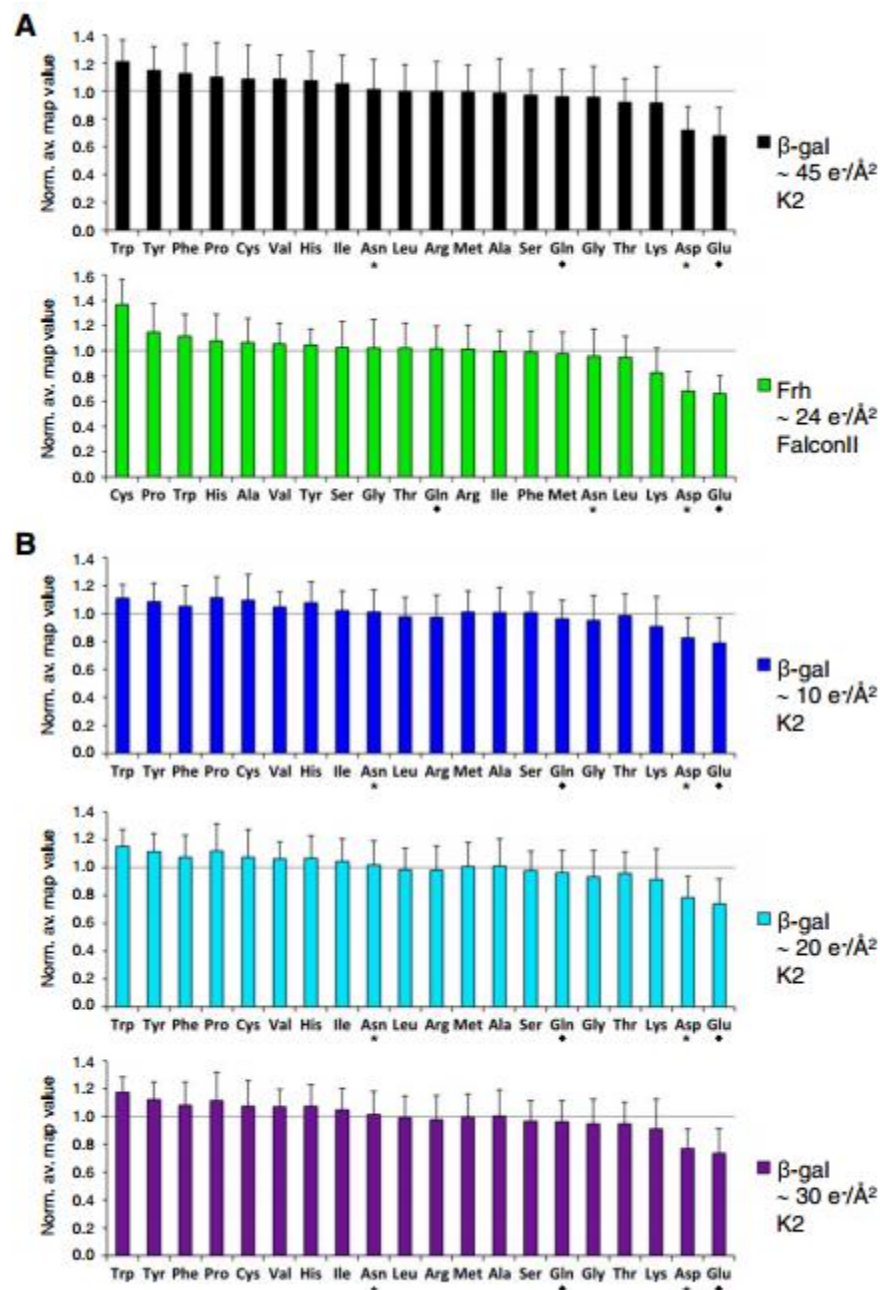 A
Norm. av. map value
1.4
1.2
1.0
0.8
0.6
0.4
0.2
0.0
Trp Tyr Phe Pro Cys Val His Ile Asn Leu Arg Met Ala Ser Gln Gly Thr Lys Asp Glu
* ◆ * ◆
β-gal
~ 45 e⁻/Å²
K2
Norm. av. map value
1.6
1.4
1.2
1.0
0.8
0.6
0.4
0.2
0.0
Cys Pro Trp His Ala Val Tyr Ser Gly Thr Gln Arg Ile Phe Met Asn Leu Lys Asp Glu
◆ * * ◆
Frh
~ 24 e⁻/Å²
FalconII
B
Norm. av. map value
1.4
1.2
1.0
0.8
0.6
0.4
0.2
0.0
Trp Tyr Phe Pro Cys Val His Ile Asn Leu Arg Met Ala Ser Gln Gly Thr Lys Asp Glu
* ◆ * ◆
β-gal
~ 10 e⁻/Å²
K2
Norm. av. map value
1.4
1.2
1.0
0.8
0.6
0.4
0.2
0.0
Trp Tyr Phe Pro Cys Val His Ile Asn Leu Arg Met Ala Ser Gln Gly Thr Lys Asp Glu
* ◆ * ◆
β-gal
~ 20 e⁻/Å²
K2
Norm. av. map value
1.4
1.2
1.0
0.8
0.6
0.4
0.2
0.0
Trp Tyr Phe Pro Cys Val His Ile Asn Leu Arg Met Ala Ser Gln Gly Thr Lys Asp Glu
* ◆ * ◆
β-gal
~ 30 e⁻/Å²
K2